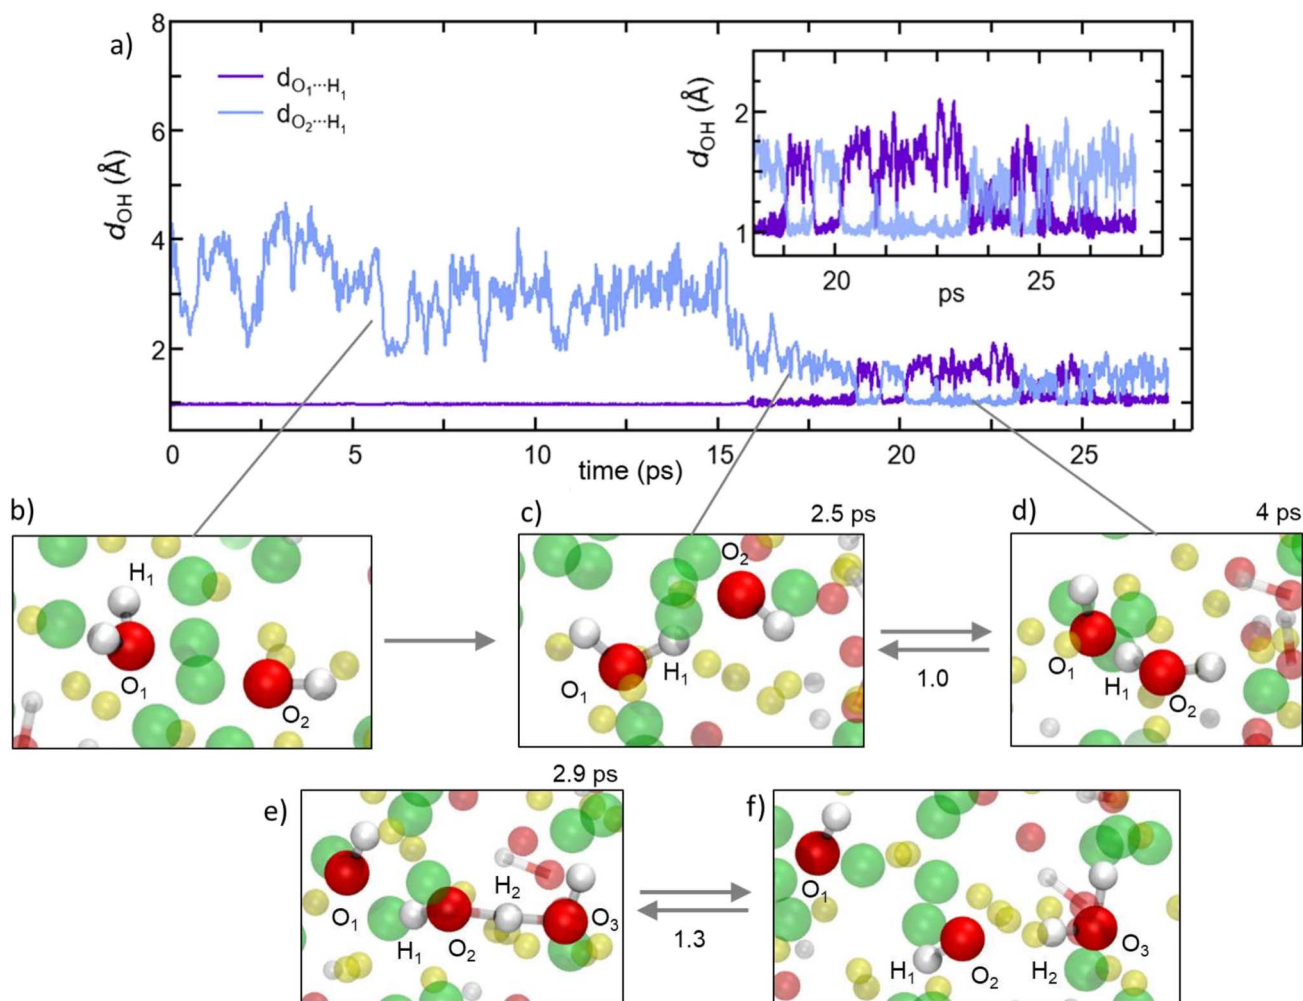 a)
8
6
4
2
d_OH (Å)
d_O₁···H₁
d_O₂···H₁
2
1
d_OH (Å)
20 25
ps
0 5 10 15 20 25
time (ps)
b)
H₁
O₁
O₂
c)
2.5 ps
O₂
O₁
H₁
1.0
d)
4 ps
O₁
H₁
O₂
e)
2.9 ps
O₁
H₁
O₂
H₂
O₃
1.3
f)
O₁
H₁
O₂
H₂
O₃